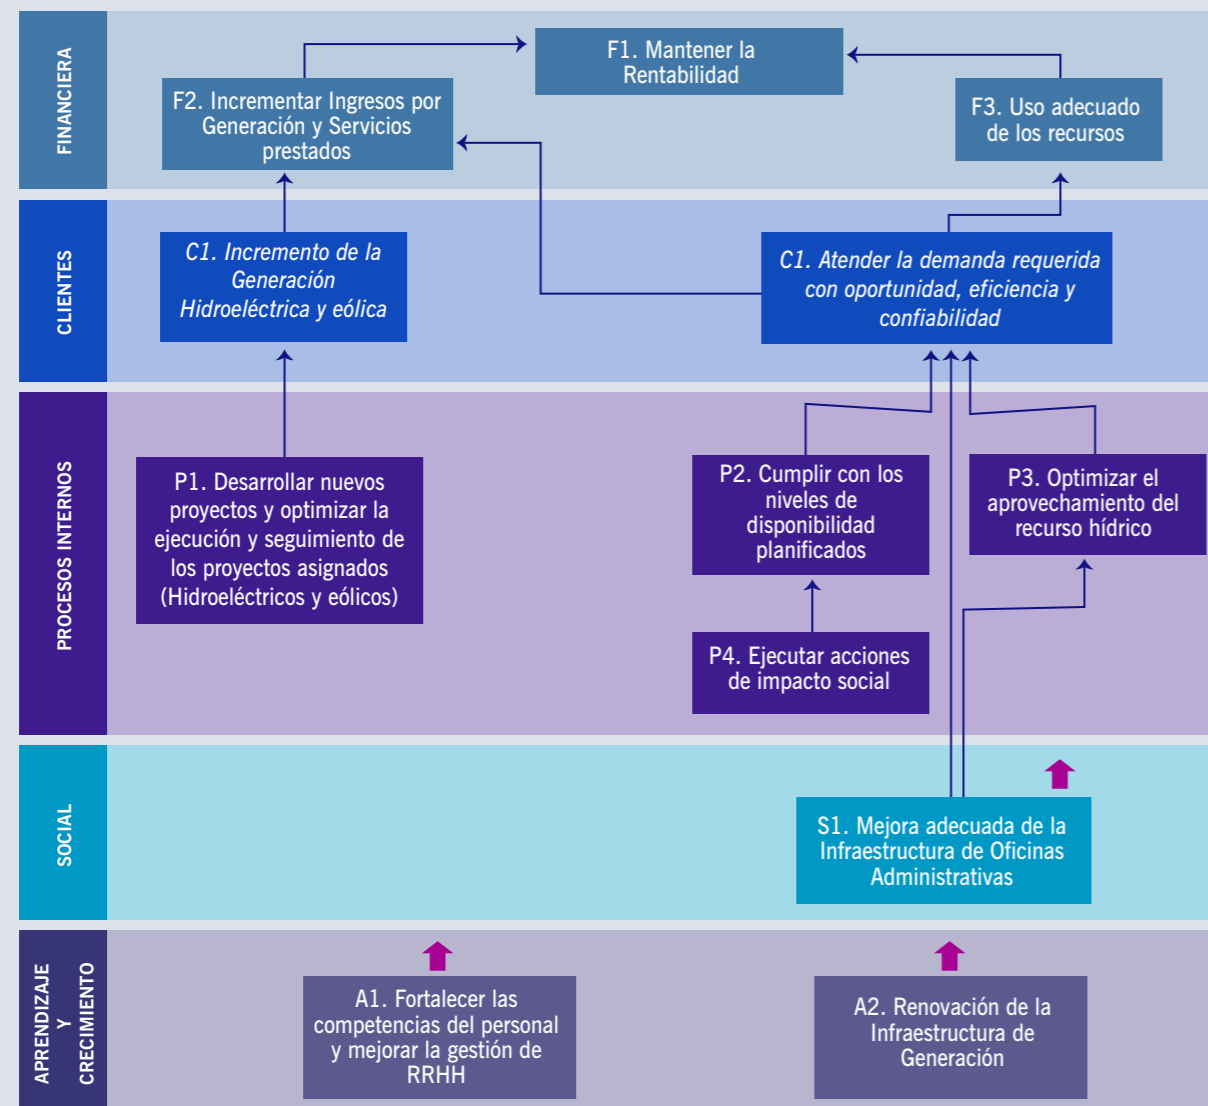 FINANCIERA
F1. Mantener la
Rentabilidad
F2. Incrementar Ingresos por
Generación y Servicios
prestados
F3. Uso adecuado
de los recursos
CLIENTES
C1. Incremento de la
Generación
Hidroeléctrica y eólica
C1. Atender la demanda requerida
con oportunidad, eficiencia y
confiabilidad
PROCESOS INTERNOS
P1. Desarrollar nuevos
proyectos y optimizar la
ejecución y seguimiento de
los proyectos asignados
(Hidroeléctricos y eólicos)
P2. Cumplir con los
niveles de
disponibilidad
planificados
P3. Optimizar el
aprovechamiento del
recurso hídrico
P4. Ejecutar acciones
de impacto social
SOCIAL
S1. Mejora adecuada de la
Infraestructura de Oficinas
Administrativas
APRENDIZAJE
Y
CRECIMIENTO
A1. Fortalecer las
competencias del personal
y mejorar la gestión de
RRHH
A2. Renovación de la
Infraestructura de
Generación